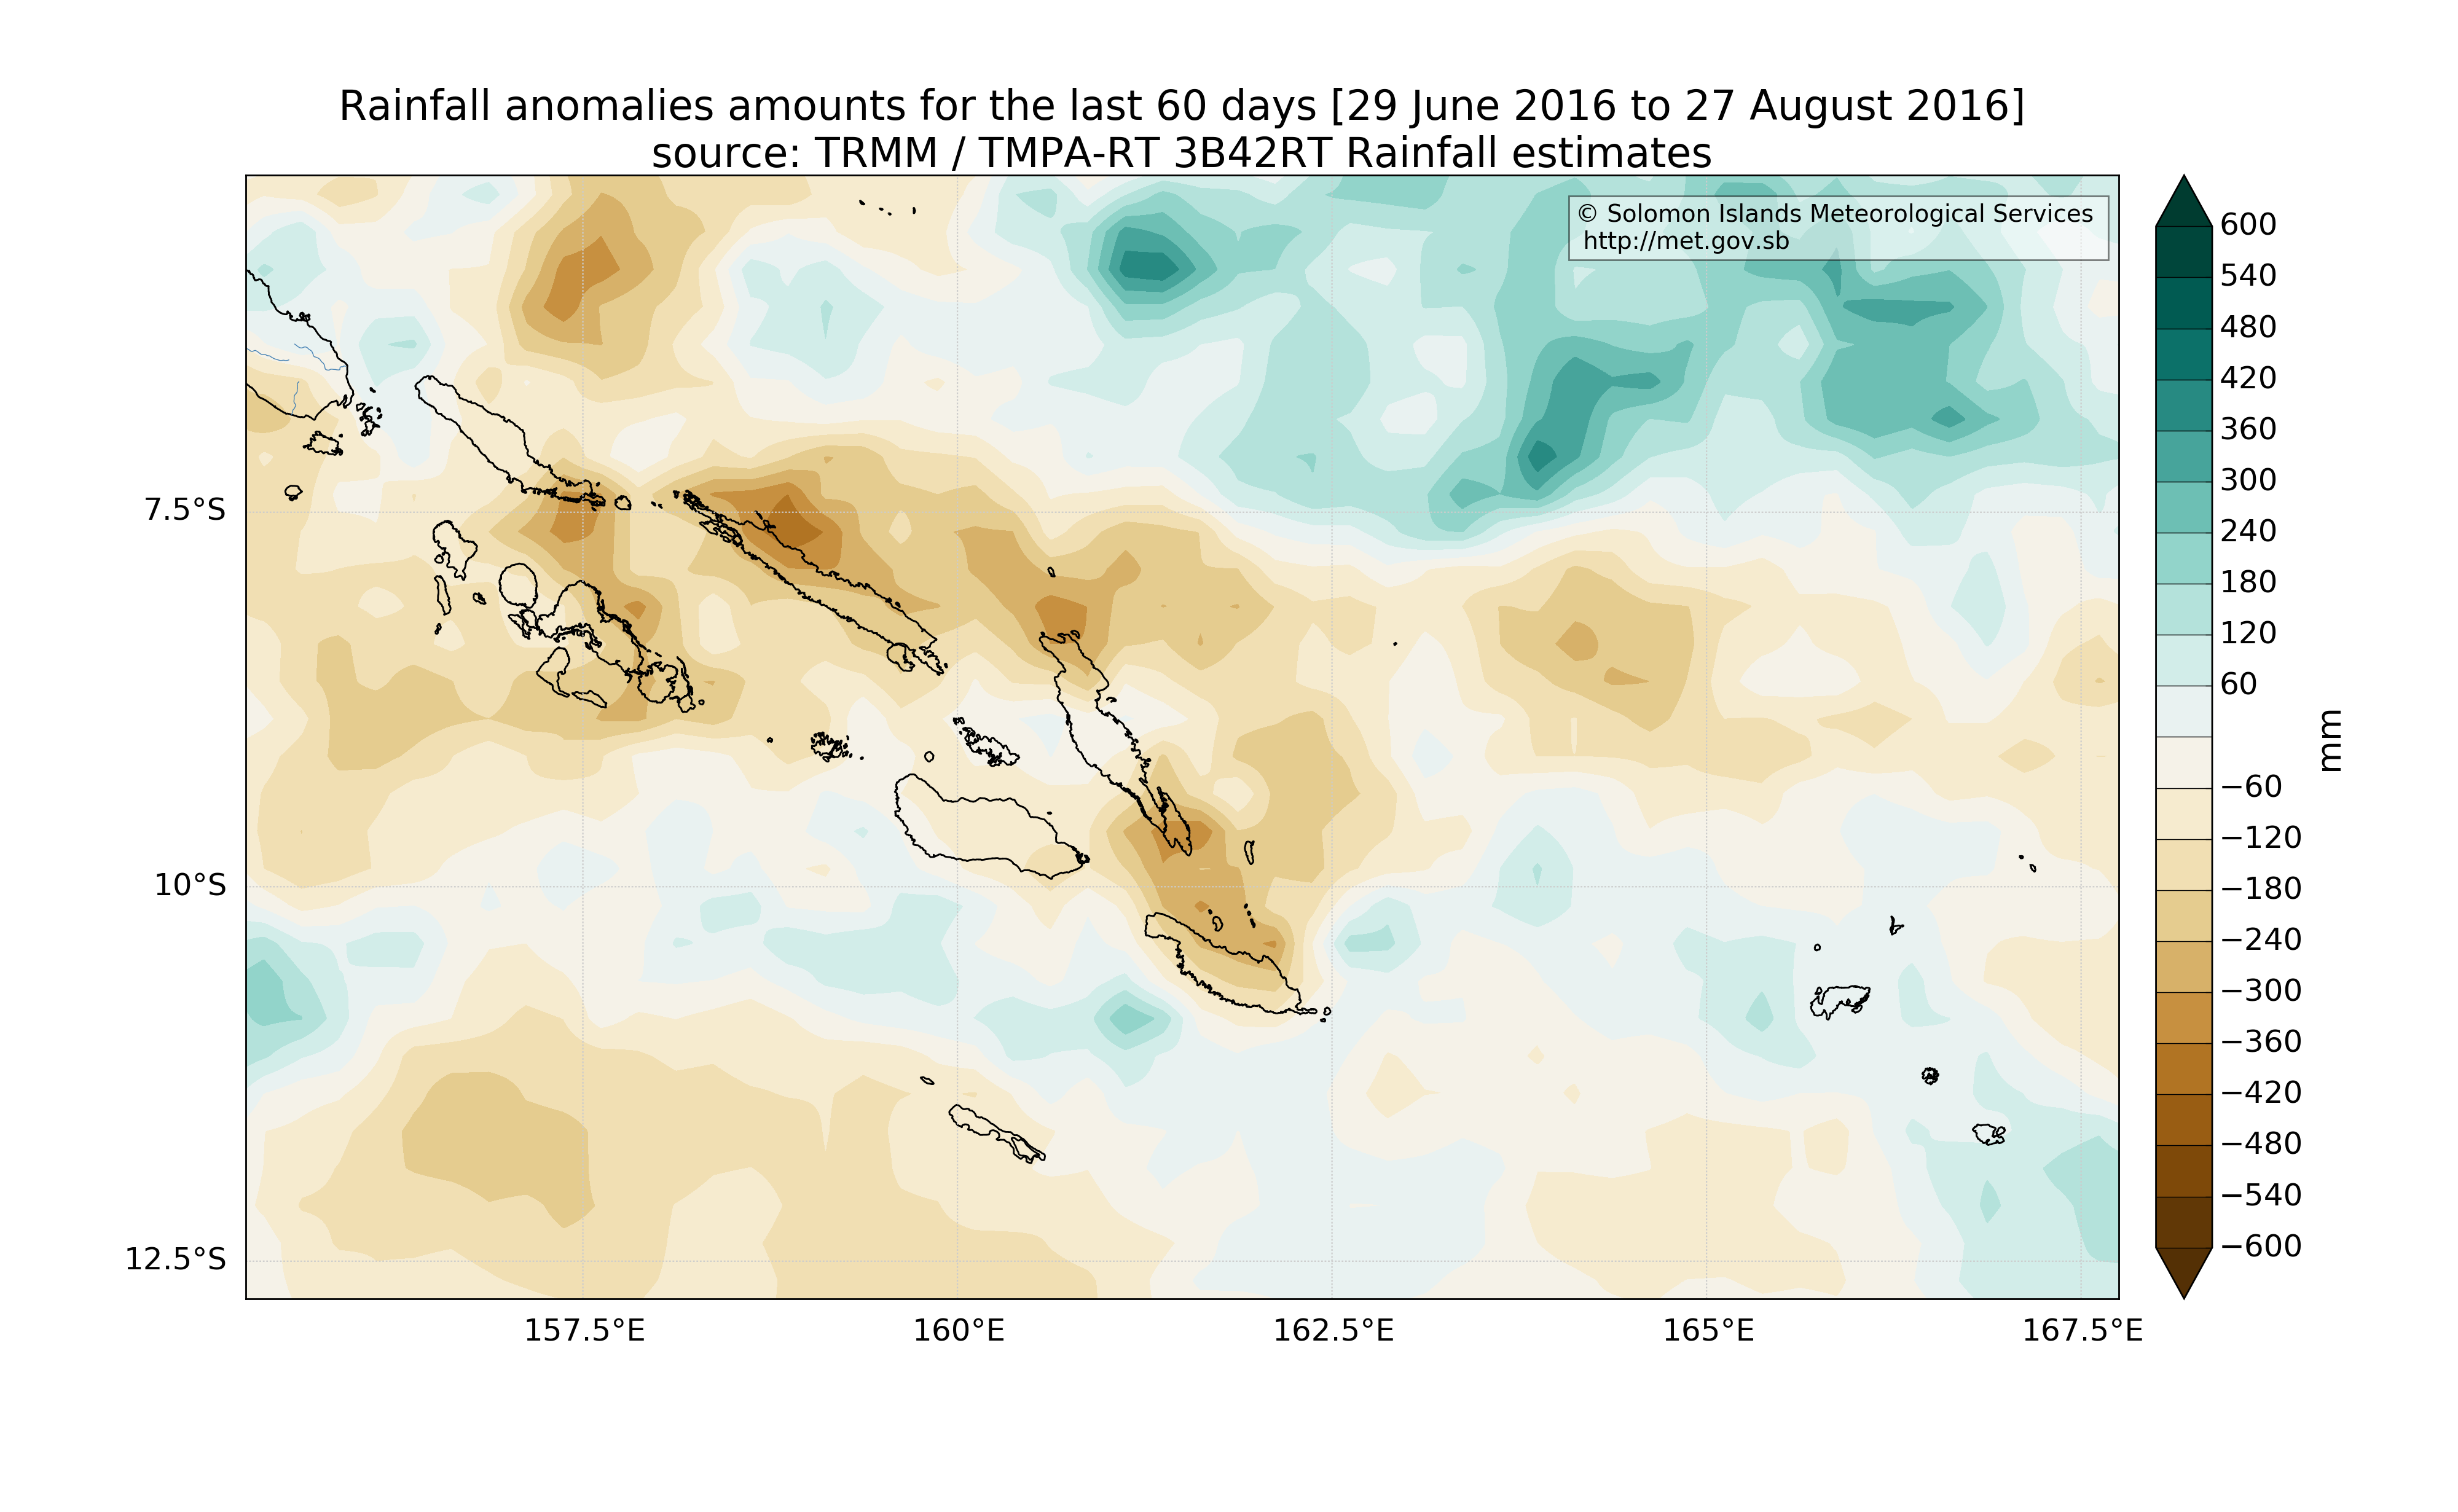 Rainfall anomalies amounts for the last 60 days [29 June 2016 to 27 August 2016]
source: TRMM / TMPA-RT 3B42RT Rainfall estimates
© Solomon Islands Meteorological Services
http://met.gov.sb
7.5°S
10°S
12.5°S
157.5°E
160°E
162.5°E
165°E
167.5°E
600
540
480
420
360
300
240
180
120
60
−60
−120
−180
−240
−300
−360
−420
−480
−540
−600
mm